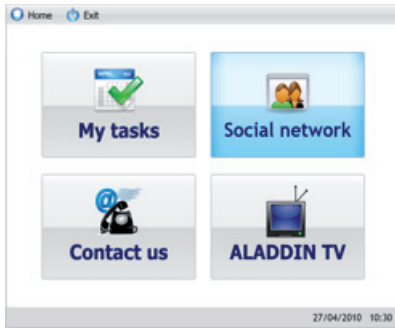 Home Exit
My tasks Social network
Contact us ALADDIN TV
27/04/2010 10:30